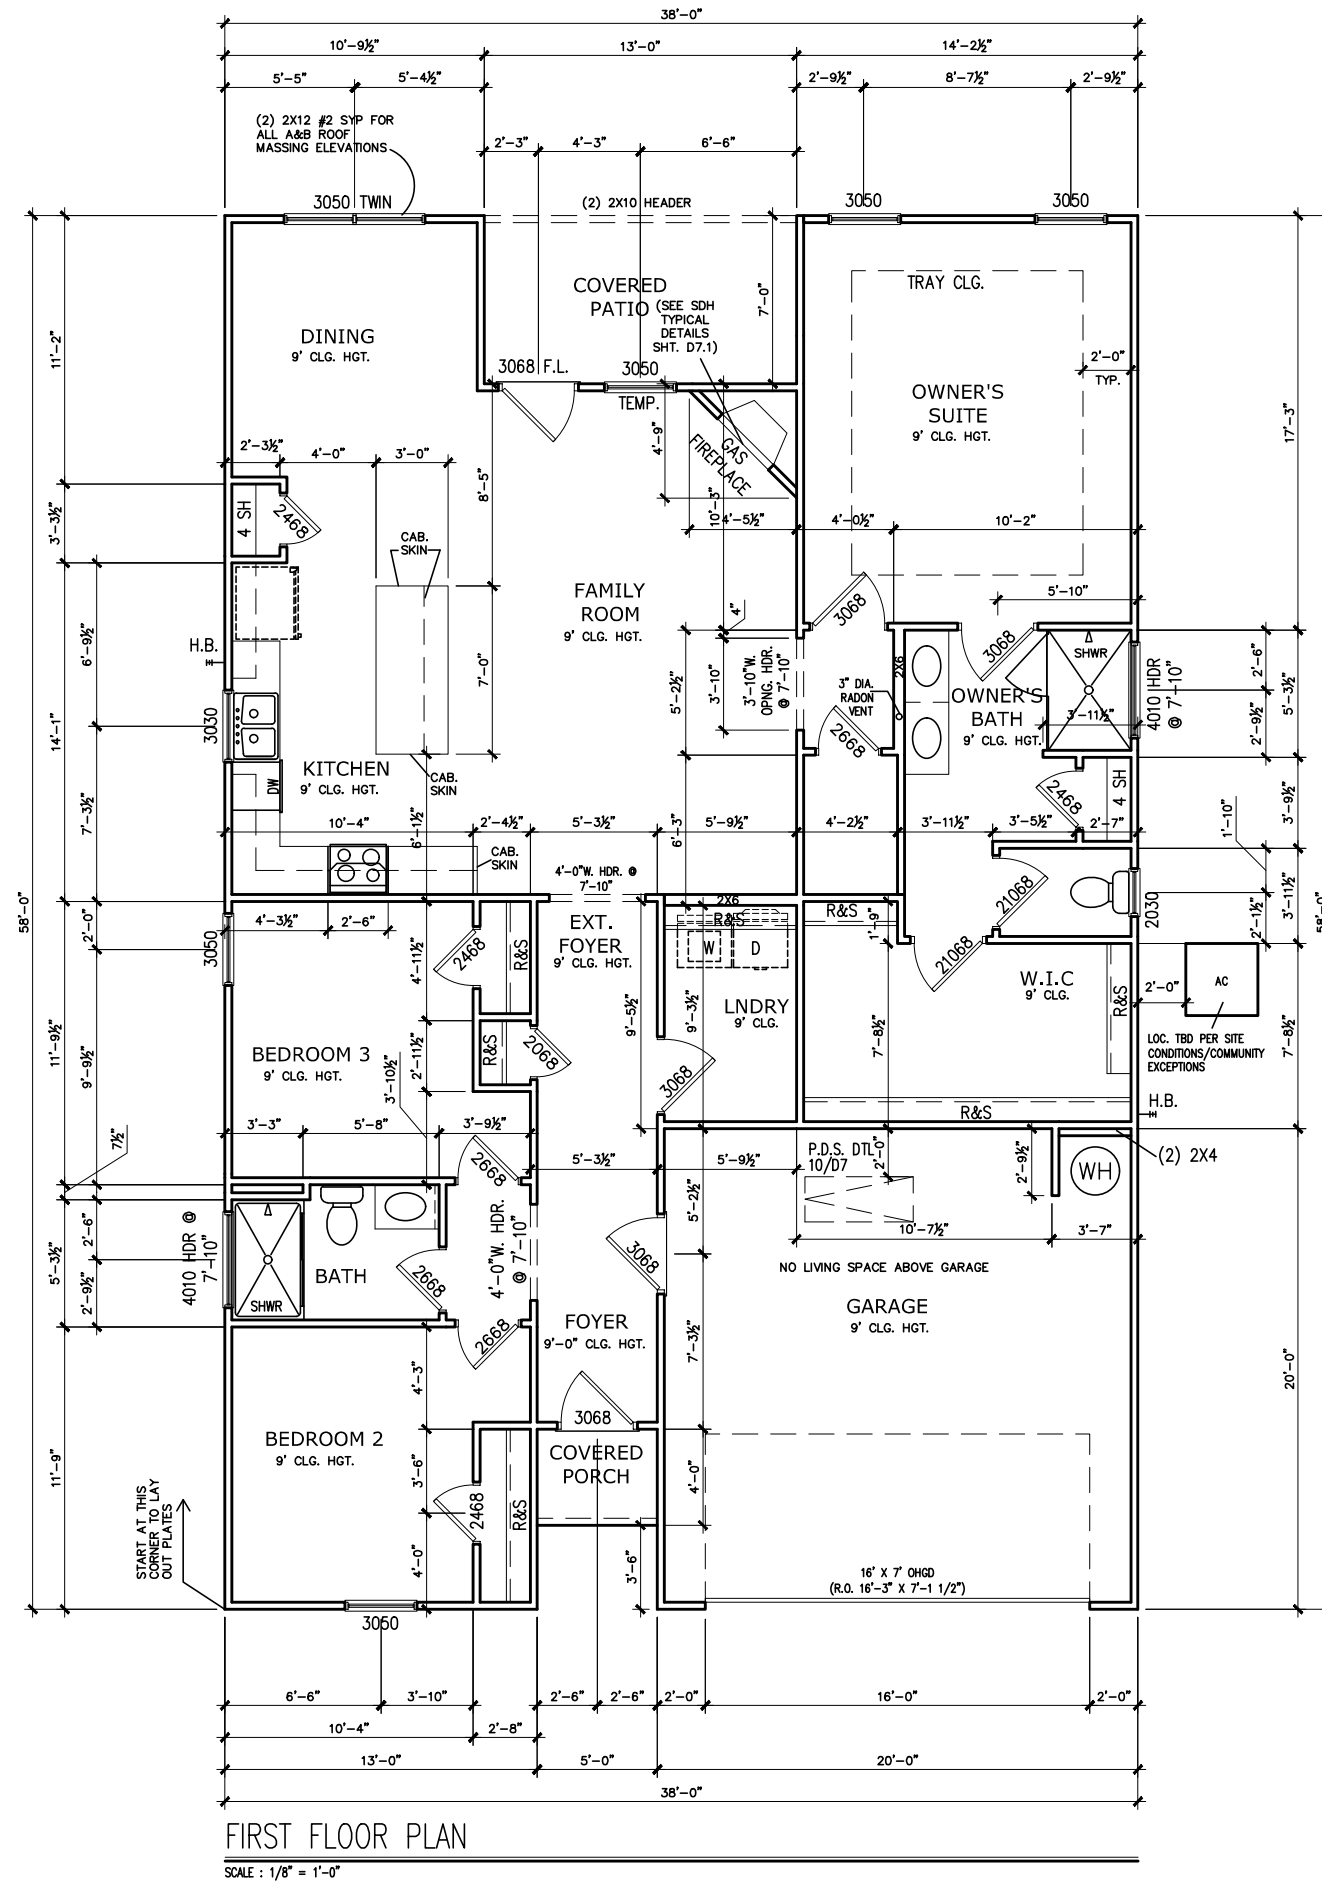 38'-0"
10'-9½"
13'-0"
14'-2½"
5'-5"
5'-4½"
2'-9½"
8'-7½"
2'-9½"
(2) 2X12 #2 SYP FOR
ALL A&B ROOF
MASSING ELEVATIONS
2'-3"
4'-3"
6'-6"
3050 TWIN
(2) 2X10 HEADER
3050
3050
COVERED
PATIO
(SEE SDH
TYPICAL
DETAILS
SHT. D7.1)
7'-0"
TRAY CLG.
DINING
9' CLG. HGT.
11'-2"
3068 F.L.
3050
TEMP.
2'-0"
TYP.
OWNER'S
SUITE
9' CLG. HGT.
17'-3"
2'-3½"
4'-0"
3'-0"
8'-5"
4'-9"
GAS
FIREPLACE
10'-3"
4'-5½"
4'-0½"
10'-2"
3'-3½"
4 SH
2468
CAB.
SKIN
FAMILY
ROOM
9' CLG. HGT.
5'-10"
4"
3068
6'-9½"
H.B.
7'-0"
5'-2½"
3'-10"
3'-10"W.
OPNG. HDR.
@ 7'-10"
2X6
3" DIA.
RADON
VENT
3068
SHWR
OWNER'S
BATH
9' CLG. HGT.
3'-11½"
4010 HDR
@ 7'-10"
2'-6"
5'-3½"
2'-9½"
14'-1"
3030
2668
KITCHEN
9' CLG. HGT.
CAB.
SKIN
DW
2468
4 SH
3'-9½"
1'-10"
7'-3½"
10'-4"
6'-1½"
2'-4½"
5'-3½"
5'-9½"
6'-3"
4'-2½"
3'-11½"
3'-5½"
2'-7"
CAB.
SKIN
4'-0"W. HDR. @
7'-10"
58'-0"
2'-0"
3050
4'-3½"
2'-6"
2468
4'-11½"
R&S
EXT.
FOYER
9' CLG. HGT.
2X6
R&S
W
D
R&S
1'-9"
21068
21068
2030
2'-1½"
3'-11½"
58'-0"
W.I.C
9' CLG.
R&S
2'-0"
AC
LOC. TBD PER SITE
CONDITIONS/COMMUNITY
EXCEPTIONS
11'-9½"
9'-9½"
BEDROOM 3
9' CLG. HGT.
3'-10½"
2'-11½"
R&S
2068
9'-5½"
9'-3½"
LNDRY
9' CLG.
3068
7'-8½"
7'-8½"
R&S
H.B.
3'-3"
5'-8"
3'-9½"
7½"
2668
5'-3½"
5'-9½"
P.D.S. DTL
10/D7
2'-0"
2'-9½"
WH
(2) 2X4
5'-2½"
10'-7½"
3'-7"
2'-6"
5'-3½"
2'-9½"
4010 HDR @
7'-10"
SHWR
BATH
2668
4'-0"W. HDR.
@ 7'-10"
3068
NO LIVING SPACE ABOVE GARAGE
GARAGE
9' CLG. HGT.
2668
FOYER
9'-0" CLG. HGT.
7'-3½"
20'-0"
4'-3"
3068
BEDROOM 2
9' CLG. HGT.
COVERED
PORCH
11'-9"
3'-6"
2468
R&S
4'-0"
START AT THIS
CORNER TO LAY
OUT PLATES
4'-0"
3'-6"
16' X 7' OHGD
(R.O. 16'-3" X 7'-1 1/2")
3050
6'-6"
3'-10"
2'-6"
2'-6"
2'-0"
16'-0"
2'-0"
10'-4"
2'-8"
13'-0"
5'-0"
20'-0"
38'-0"
FIRST FLOOR PLAN
SCALE : 1/8" = 1'-0"